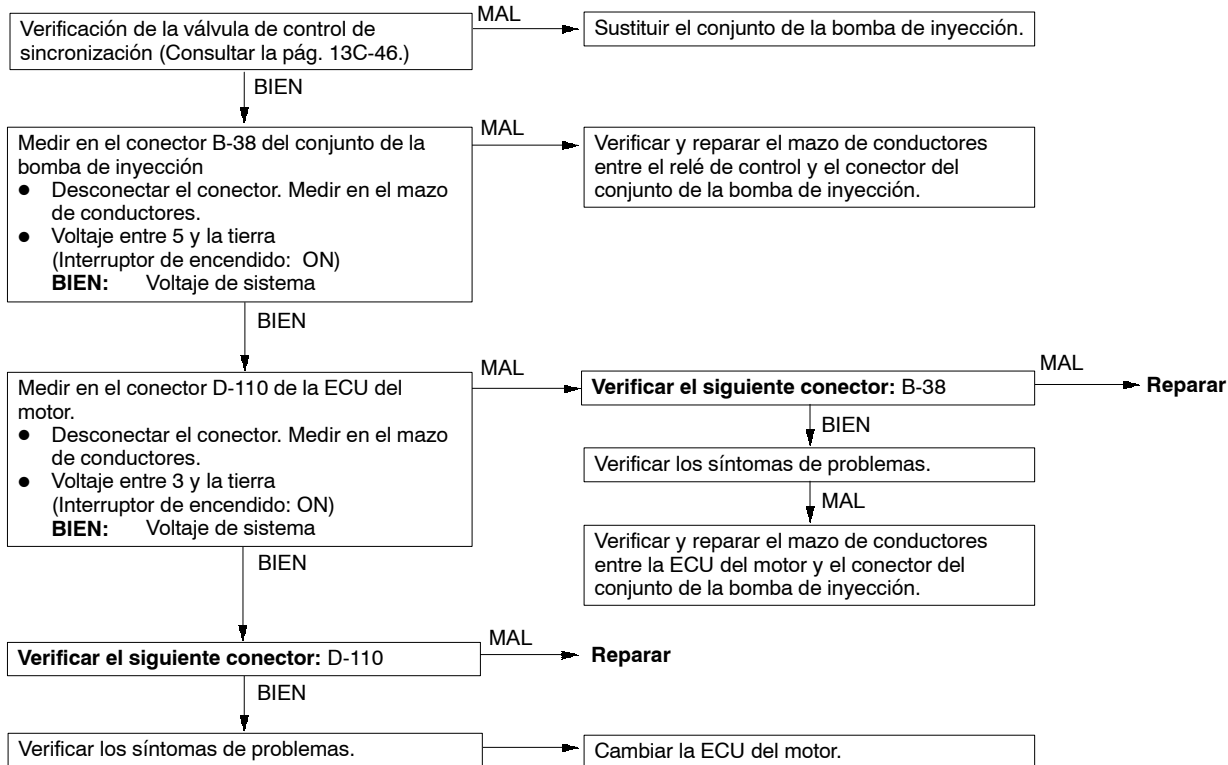 Verificación de la válvula de control de
sincronización (Consultar la pág. 13C-46.)
MAL
Sustituir el conjunto de la bomba de inyección.
BIEN
Medir en el conector B-38 del conjunto de la
bomba de inyección
● Desconectar el conector. Medir en el mazo
de conductores.
● Voltaje entre 5 y la tierra
(Interruptor de encendido: ON)
BIEN: Voltaje de sistema
MAL
Verificar y reparar el mazo de conductores
entre el relé de control y el conector del
conjunto de la bomba de inyección.
BIEN
Medir en el conector D-110 de la ECU del
motor.
● Desconectar el conector. Medir en el mazo
de conductores.
● Voltaje entre 3 y la tierra
(Interruptor de encendido: ON)
BIEN: Voltaje de sistema
MAL
Verificar el siguiente conector: B-38
MAL
Reparar
BIEN
Verificar los síntomas de problemas.
MAL
Verificar y reparar el mazo de conductores
entre la ECU del motor y el conector del
conjunto de la bomba de inyección.
BIEN
Verificar el siguiente conector: D-110
MAL
Reparar
BIEN
Verificar los síntomas de problemas.
Cambiar la ECU del motor.